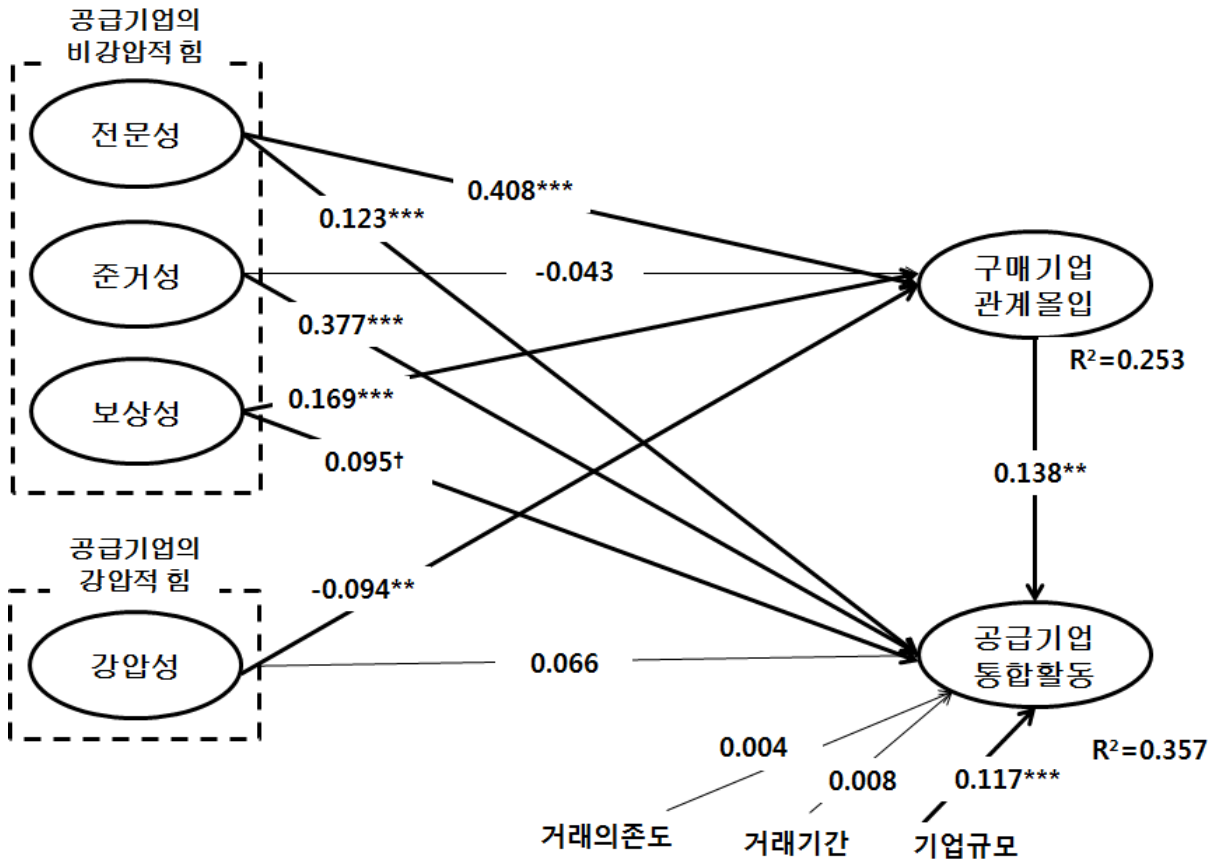 공급기업의
비강압적 힘
전문성
0.408***
0.123***
준거성
-0.043
구매기업
관계몰입
0.377***
R²=0.253
보상성
0.169***
0.095†
0.138**
공급기업의
강압적 힘
-0.094**
강압성
0.066
공급기업
통합활동
0.004
0.008
0.117***
R²=0.357
거래의존도
거래기간
기업규모